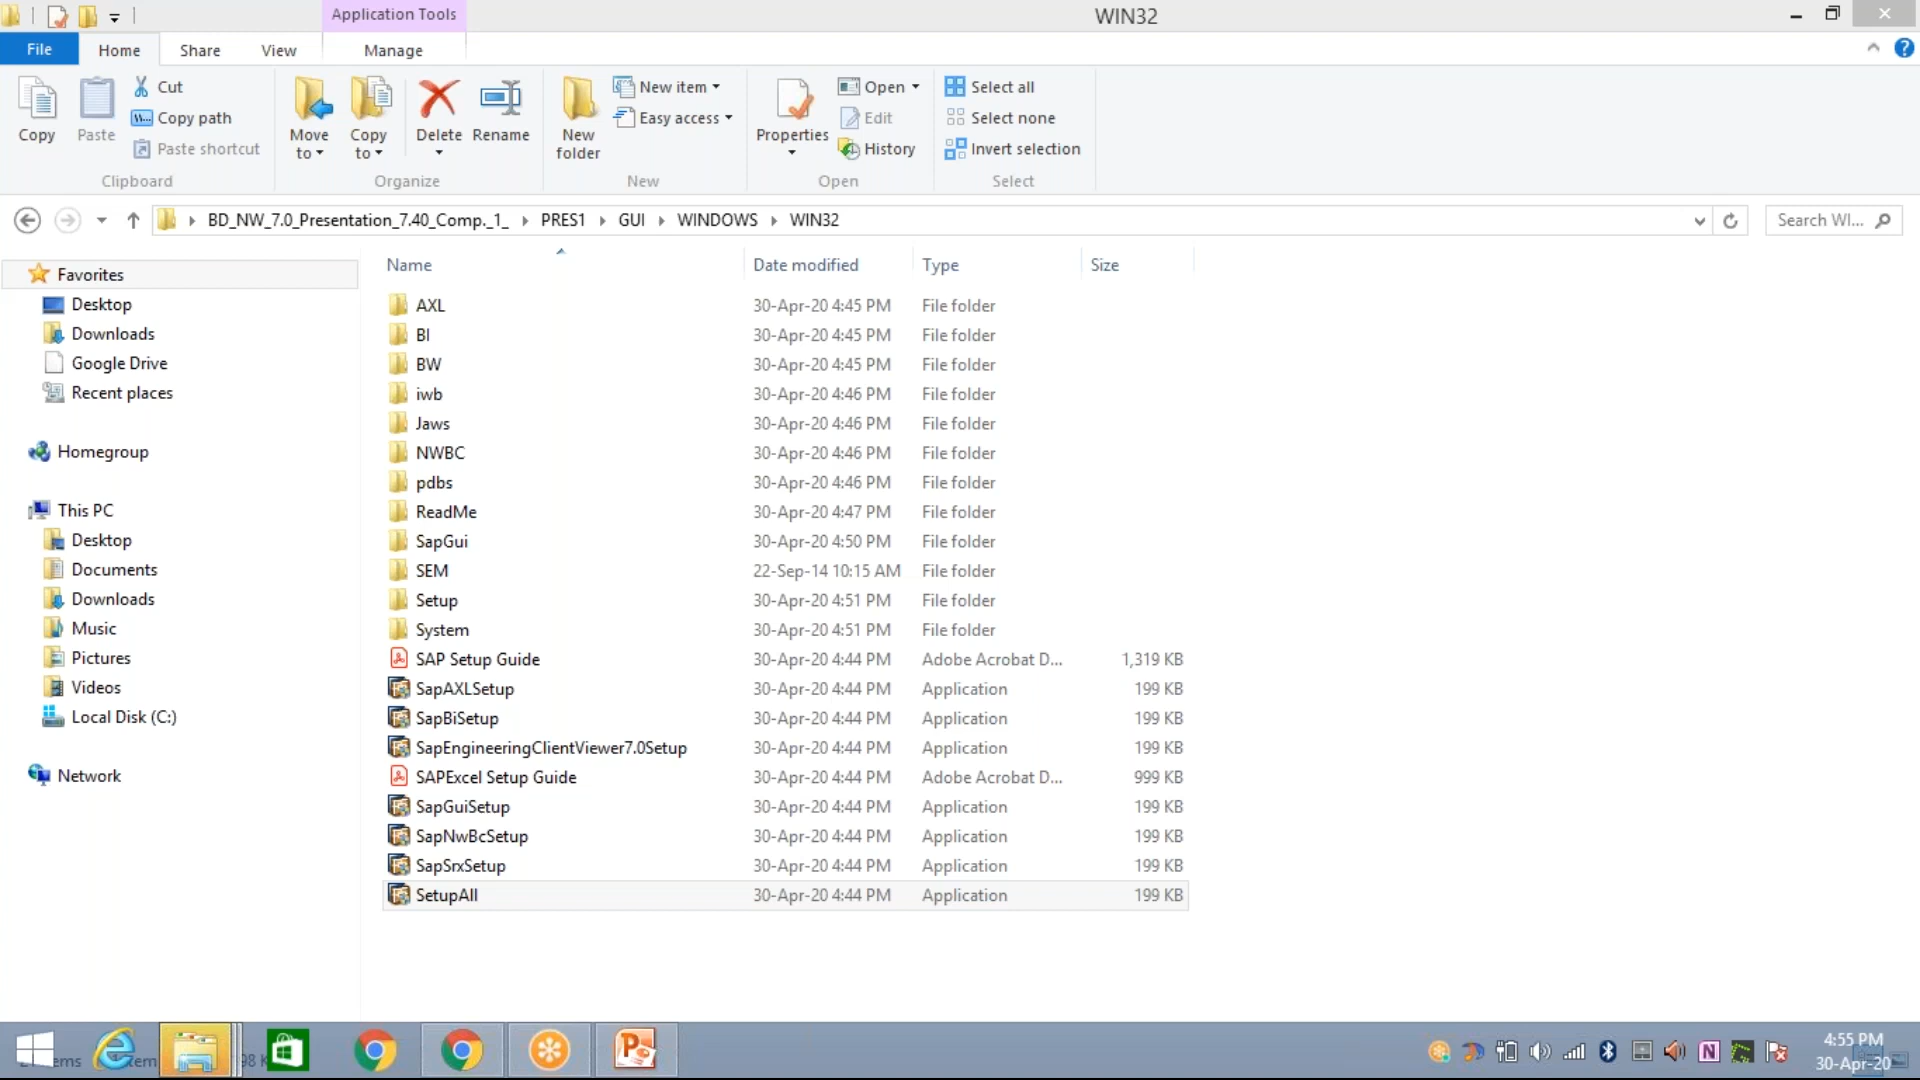 Application Tools
WIN32
File
Home
Share
View
Manage
Copy
Paste
Cut
Copy path
Paste shortcut
Clipboard
Move to
Copy to
Delete
Rename
Organize
New folder
New item
Easy access
New
Properties
Open
Edit
History
Open
Select all
Select none
Invert selection
Select
BD_NW_7.0_Presentation_7.40_Comp._1_ PRES1 GUI WINDOWS WIN32
Search WI...
Favorites
Desktop
Downloads
Google Drive
Recent places
Homegroup
This PC
Desktop
Documents
Downloads
Music
Pictures
Videos
Local Disk (C:)
Network
Name Date modified Type Size
AXL 30-Apr-20 4:45 PM File folder
BI 30-Apr-20 4:45 PM File folder
BW 30-Apr-20 4:45 PM File folder
iwb 30-Apr-20 4:46 PM File folder
Jaws 30-Apr-20 4:46 PM File folder
NWBC 30-Apr-20 4:46 PM File folder
pdbs 30-Apr-20 4:46 PM File folder
ReadMe 30-Apr-20 4:47 PM File folder
SapGui 30-Apr-20 4:50 PM File folder
SEM 22-Sep-14 10:15 AM File folder
Setup 30-Apr-20 4:51 PM File folder
System 30-Apr-20 4:51 PM File folder
SAP Setup Guide 30-Apr-20 4:44 PM Adobe Acrobat D... 1,319 KB
SapAXLSetup 30-Apr-20 4:44 PM Application 199 KB
SapBiSetup 30-Apr-20 4:44 PM Application 199 KB
SapEngineeringClientViewer7.0Setup 30-Apr-20 4:44 PM Application 199 KB
SAPExcel Setup Guide 30-Apr-20 4:44 PM Adobe Acrobat D... 999 KB
SapGuiSetup 30-Apr-20 4:44 PM Application 199 KB
SapNwBcSetup 30-Apr-20 4:44 PM Application 199 KB
SapSrxSetup 30-Apr-20 4:44 PM Application 199 KB
SetupAll 30-Apr-20 4:44 PM Application 199 KB
4:55 PM
30-Apr-20